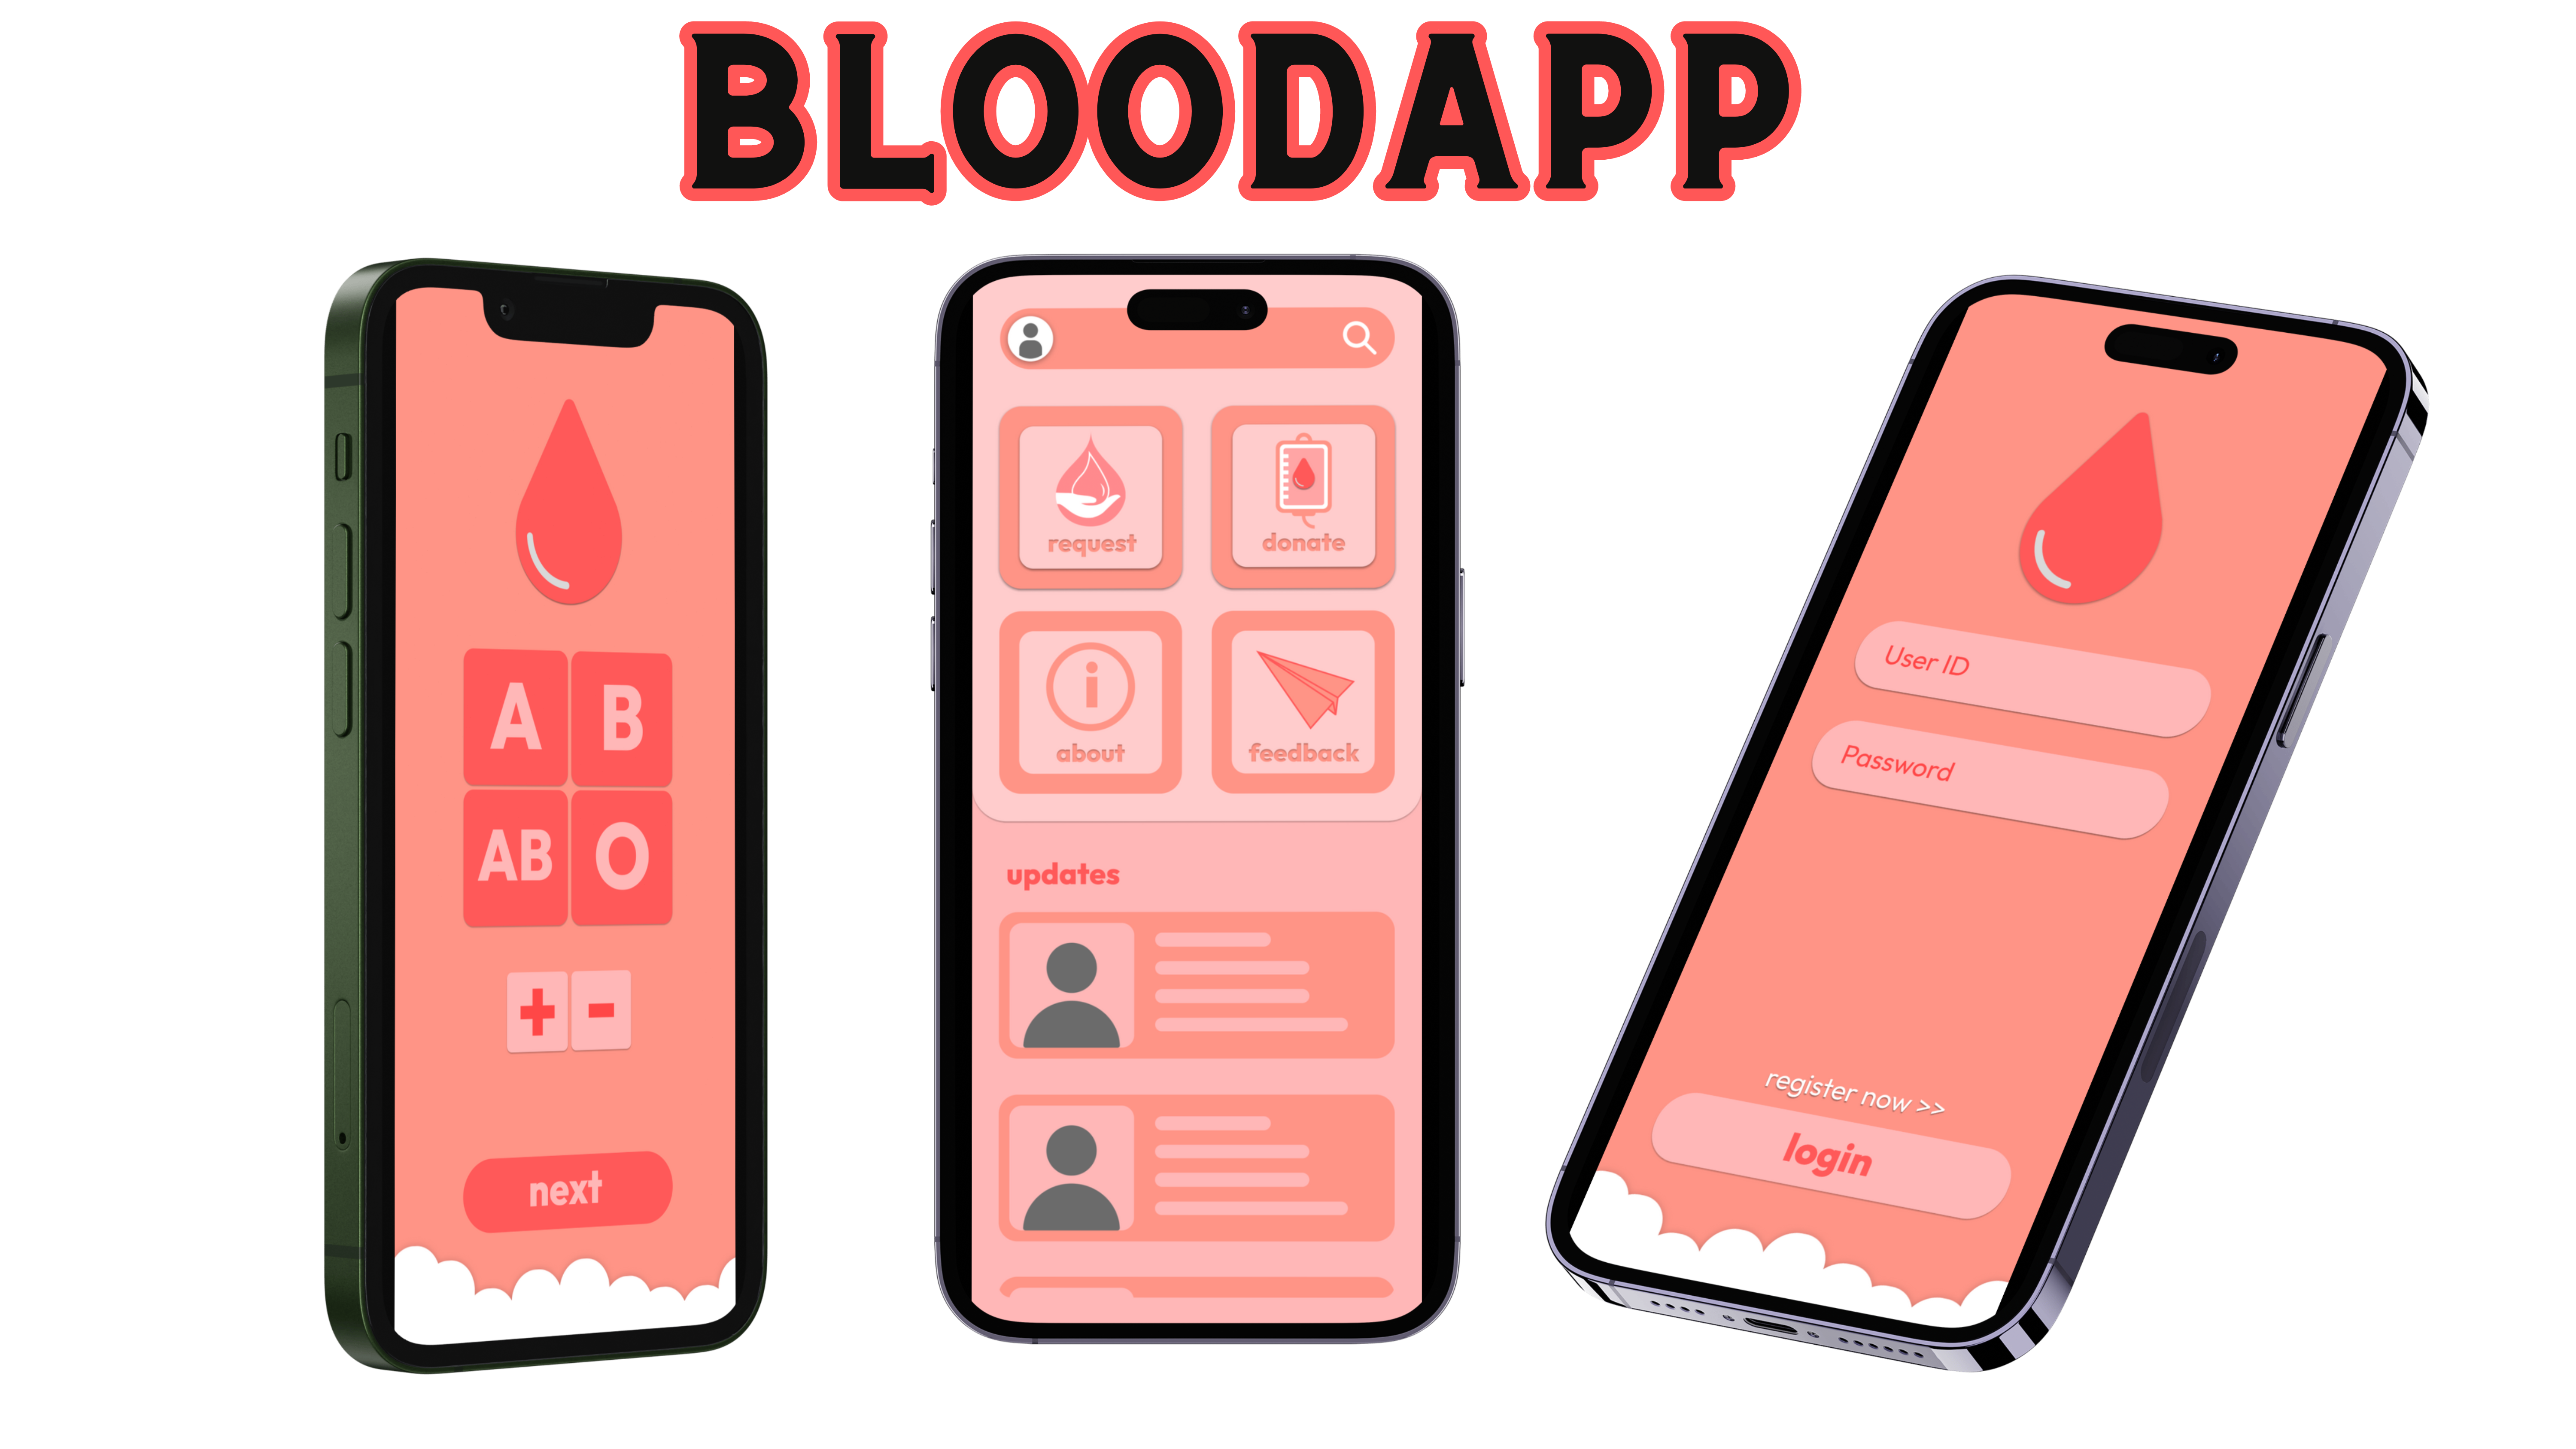 BLOODAPP
A B
AB O
+ -
next
request donate
about feedback
updates
User ID
Password
register now >>
login